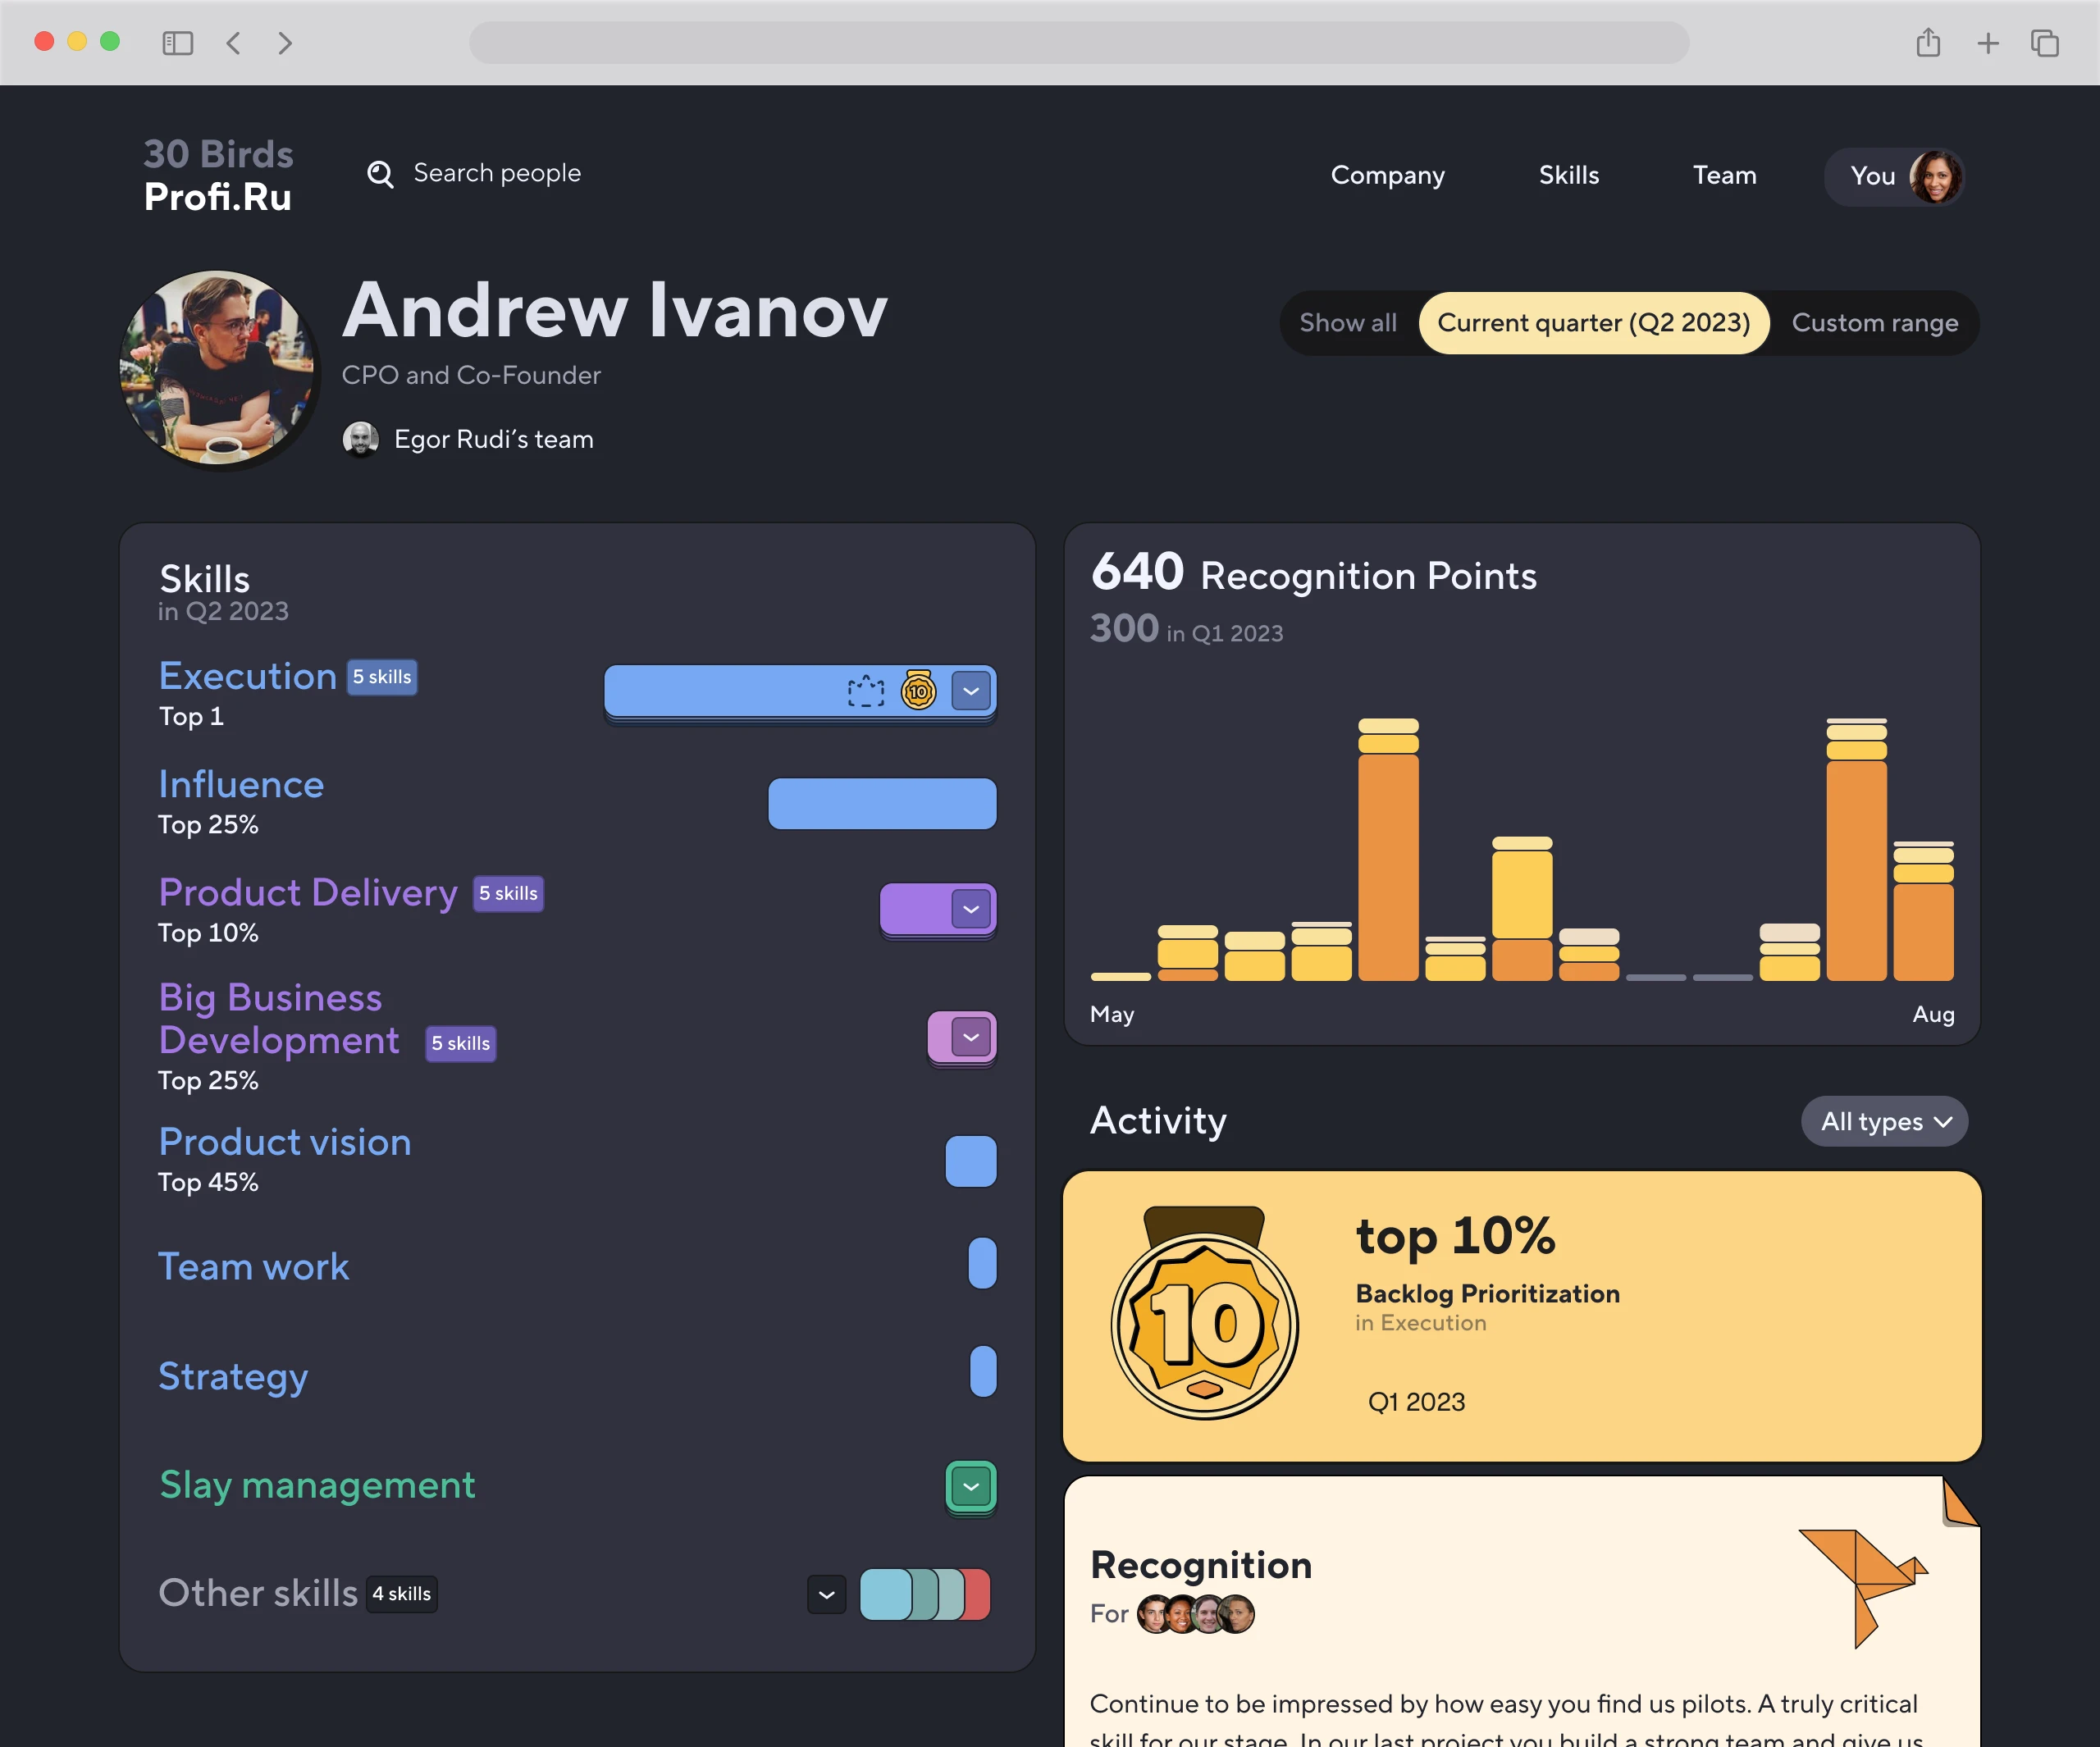 30 Birds
Profi.Ru
Search people
Company
Skills
Team
You
Andrew Ivanov
CPO and Co-Founder
Egor Rudi’s team
Show all
Current quarter (Q2 2023)
Custom range
Skills
in Q2 2023
Execution 5 skills
Top 1
10
Influence
Top 25%
Product Delivery 5 skills
Top 10%
Big Business
Development 5 skills
Top 25%
Product vision
Top 45%
Team work
Strategy
Slay management
Other skills 4 skills
640 Recognition Points
300 in Q1 2023
May
Aug
Activity
All types
10
top 10%
Backlog Prioritization
in Execution
Q1 2023
Recognition
For
Continue to be impressed by how easy you find us pilots. A truly critical
skill for our stage. In our last project you build a strong team and give us